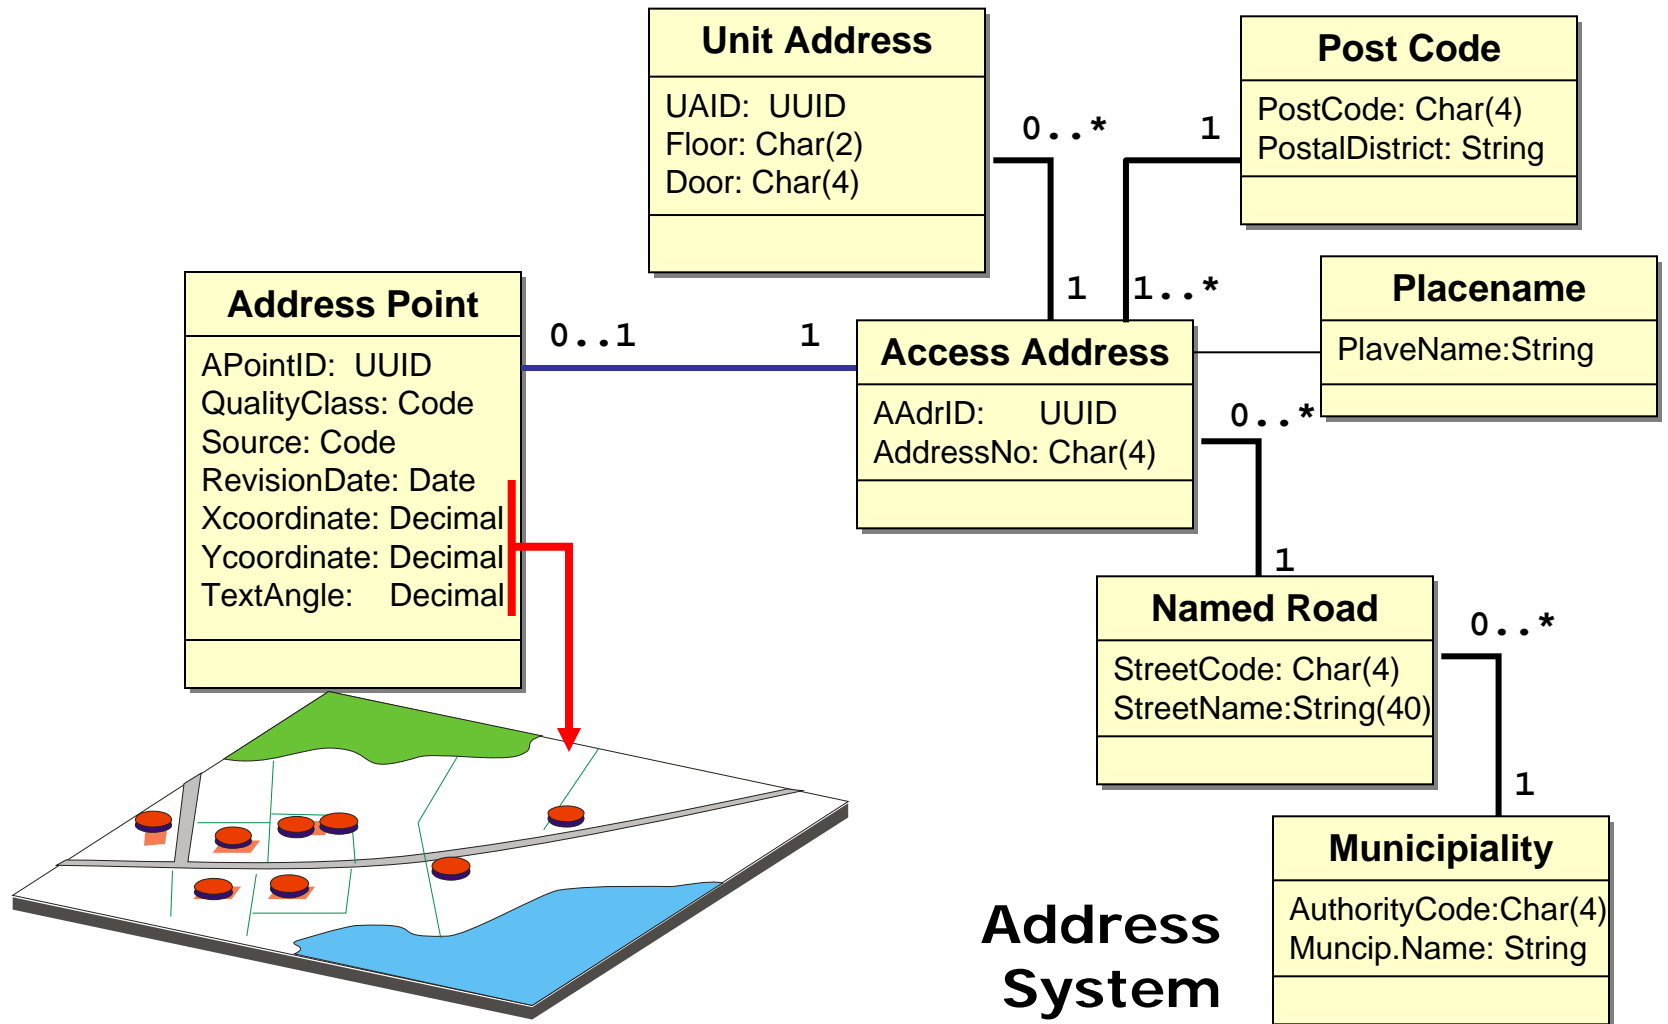 Unit Address
UAID: UUID
Floor: Char(2)
Door: Char(4)
0..*
1
Post Code
PostCode: Char(4)
PostalDistrict: String
1
1..*
Placename
PlaveName:String
Address Point
APointID: UUID
QualityClass: Code
Source: Code
RevisionDate: Date
Xcoordinate: Decimal
Ycoordinate: Decimal
TextAngle: Decimal
0..1
1
Access Address
AAdrID: UUID
AddressNo: Char(4)
0..*
1
Named Road
StreetCode: Char(4)
StreetName:String(40)
0..*
1
Municipiality
AuthorityCode:Char(4)
Muncip.Name: String
Address
System